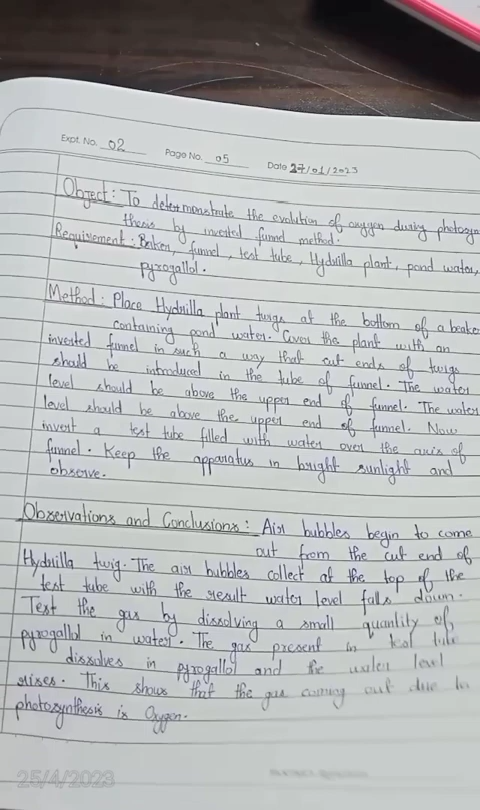 Expt. No. 02 Page No. 05 Date 27/01/2023
Object: To determonstrate the evolution of oxygen during photosyn
thesis by invested funnel method.
Requirement: Beaker, funnel, test tube, Hydrilla plant, pond water,
pyrogallol.
Method: Place Hydrilla plant twigs at the bottom of a beaker
containing pond water. Cover the plant with an
invested funnel in such a way that cut ends of twigs
should be introduced in the tube of funnel. The water
level should be above the upper end of funnel. The water
level should be above the upper end of funnel. Now
invert a test tube filled with water over the axis of
funnel. Keep the apparatus in bright sunlight and
observe.
Observations and Conclusions: Air bubbles begin to come
out from the cut end of
Hydrilla twig. The air bubbles collect at the top of the
test tube with the result water level falls down.
Test the gas by dissolving a small quantity of
pyrogallol in water. The gas present in test tube
dissolves in pyrogallol and the water level
rises. This shows that the gas coming out due to
photosynthesis is Oxygen.
25/4/2023